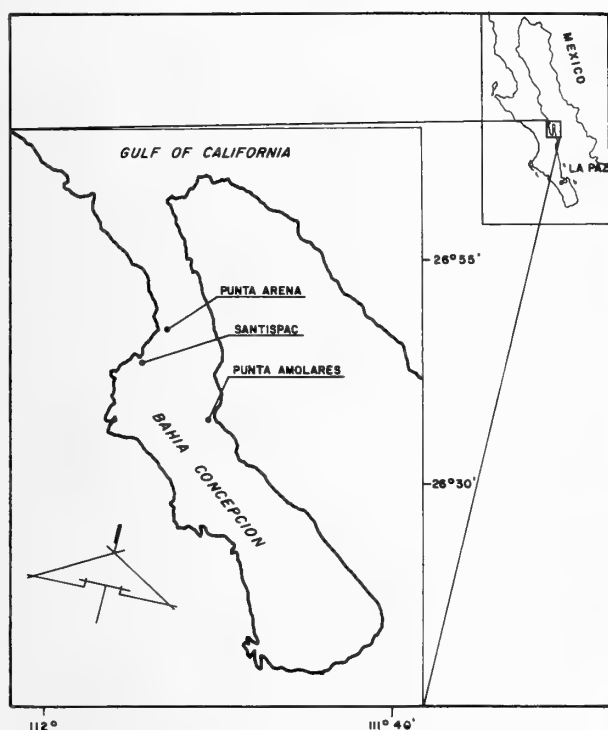 MEXICO
LA PAZ
GULF OF CALIFORNIA
26°55'
PUNTA ARENA
SANTISPAC
PUNTA AMOLARES
BAHIA CONCEPCION
26°30'
112°
111°40'